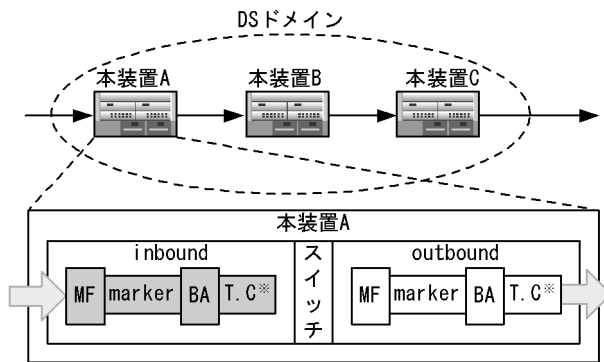 DSドメイン
本装置A
本装置B
本装置C
本装置A
inbound
MF marker BA T.C※
スイッチ
outbound
MF marker BA T.C※